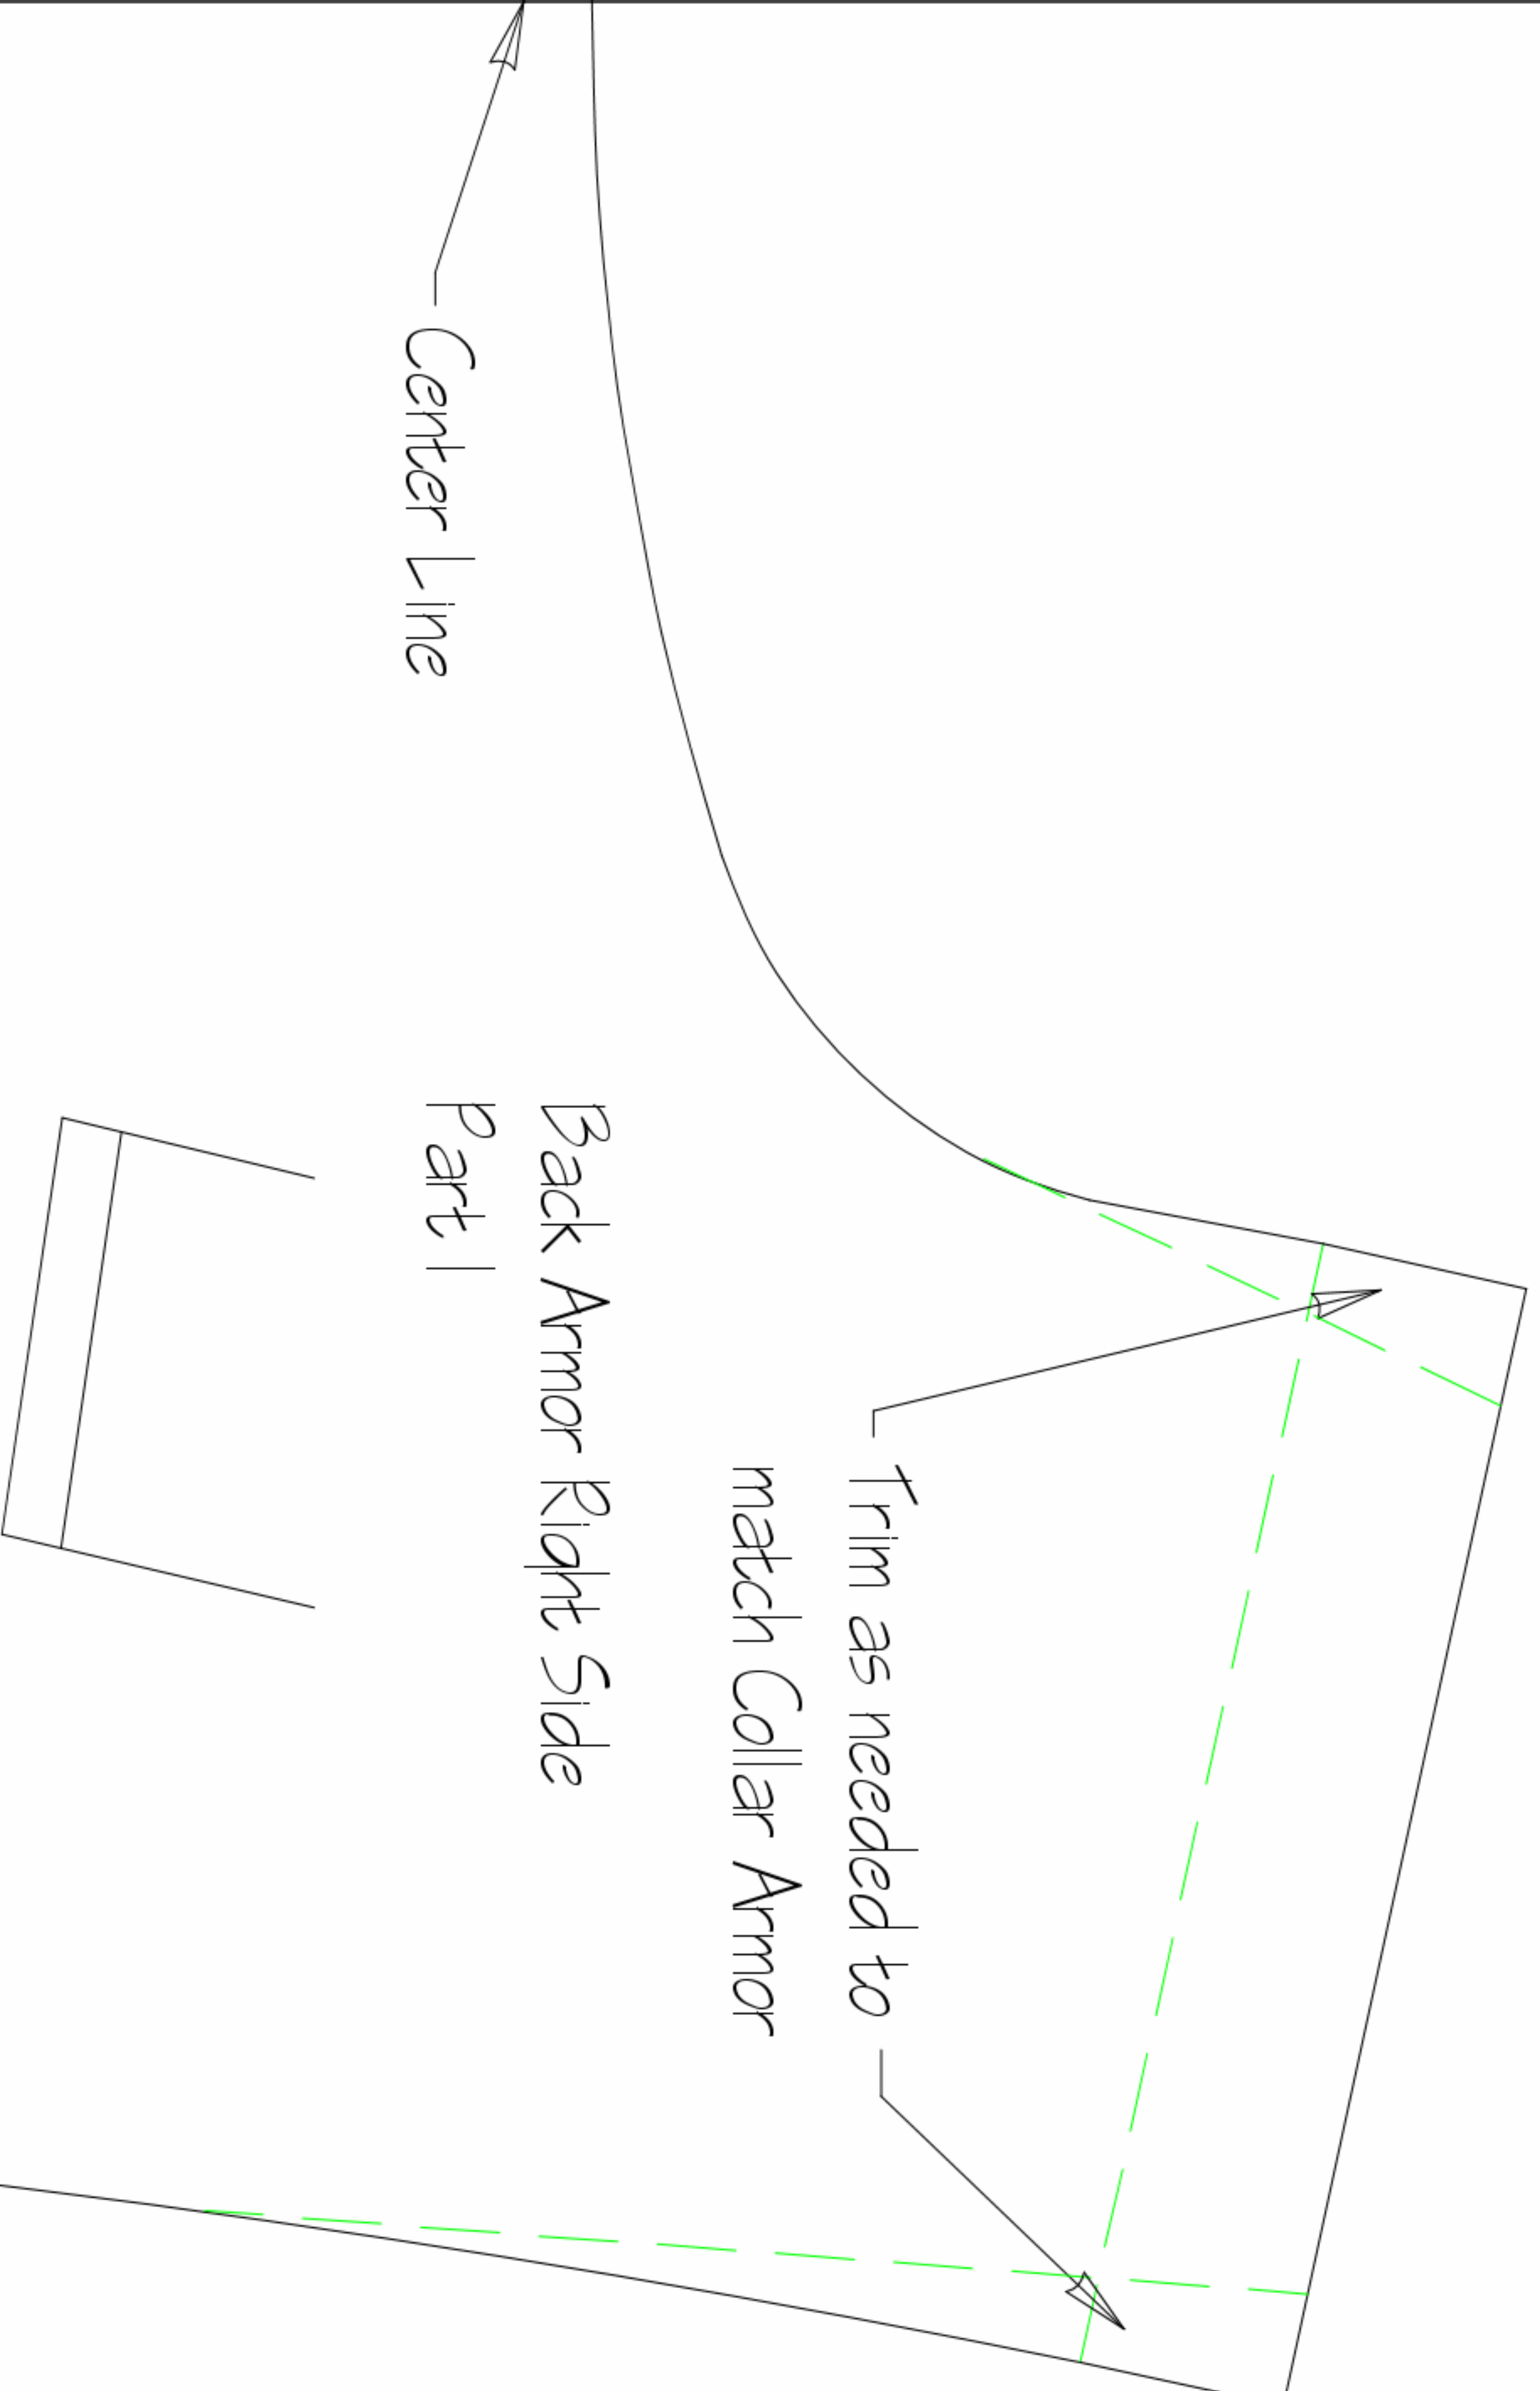 Center Line
Trim as needed to
match Collar Armor
Back Armor Right Side
Part 1